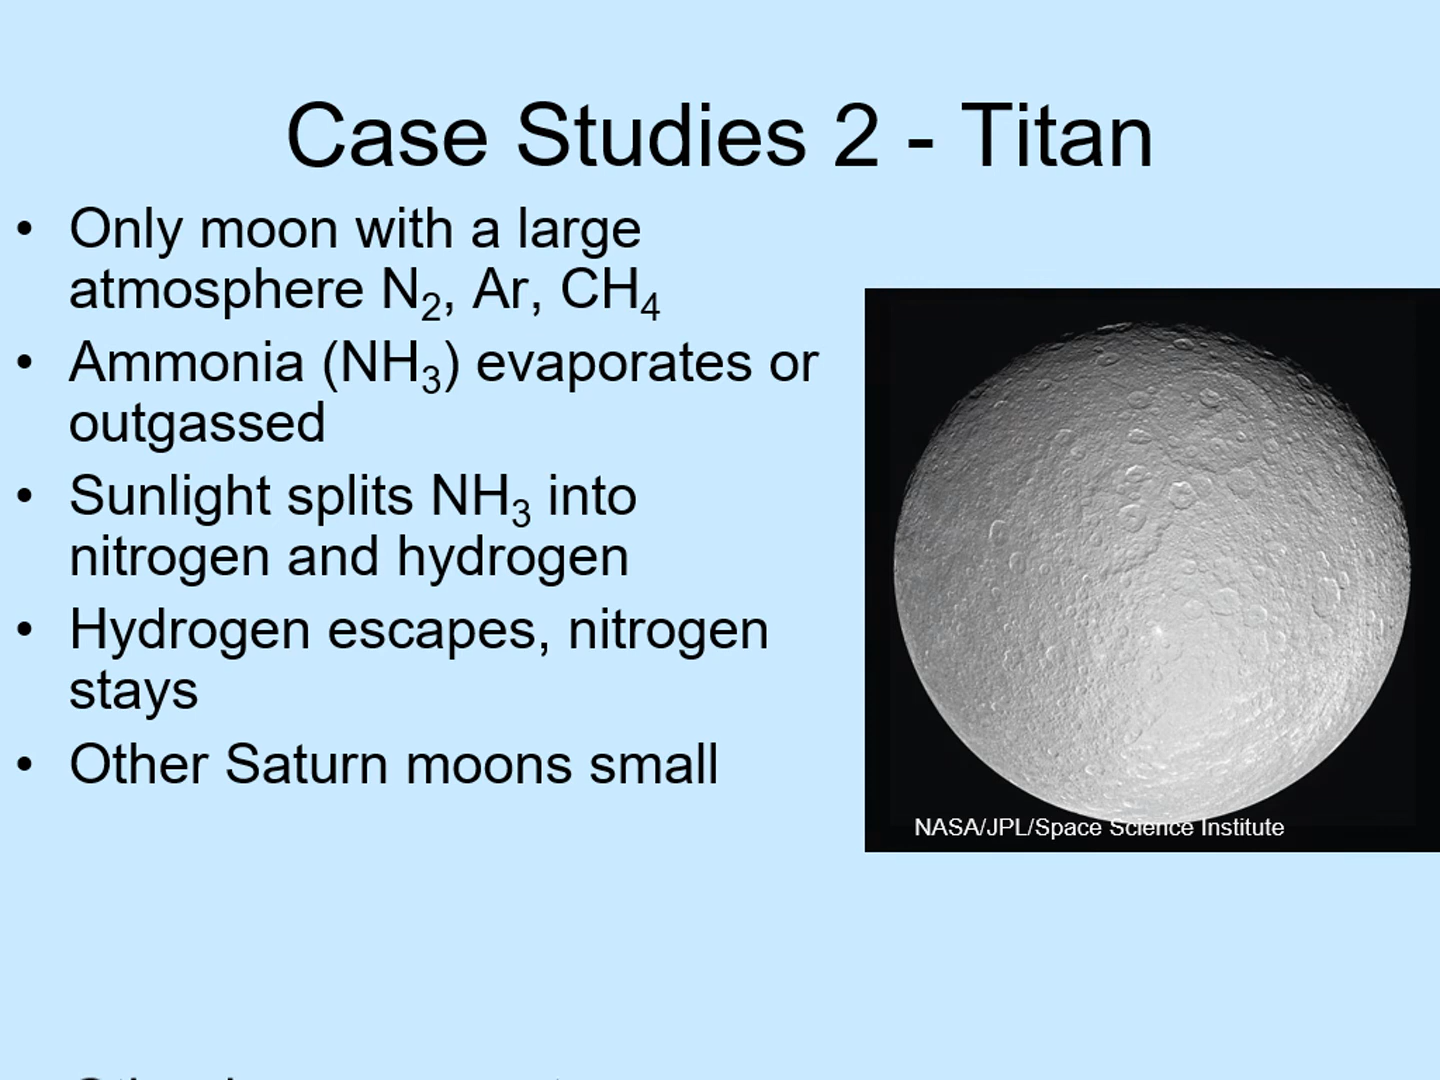 Case Studies 2 - Titan
• Only moon with a large
atmosphere N₂, Ar, CH₄
• Ammonia (NH₃) evaporates or
outgassed
• Sunlight splits NH₃ into
nitrogen and hydrogen
• Hydrogen escapes, nitrogen
stays
• Other Saturn moons small
NASA/JPL/Space Science Institute